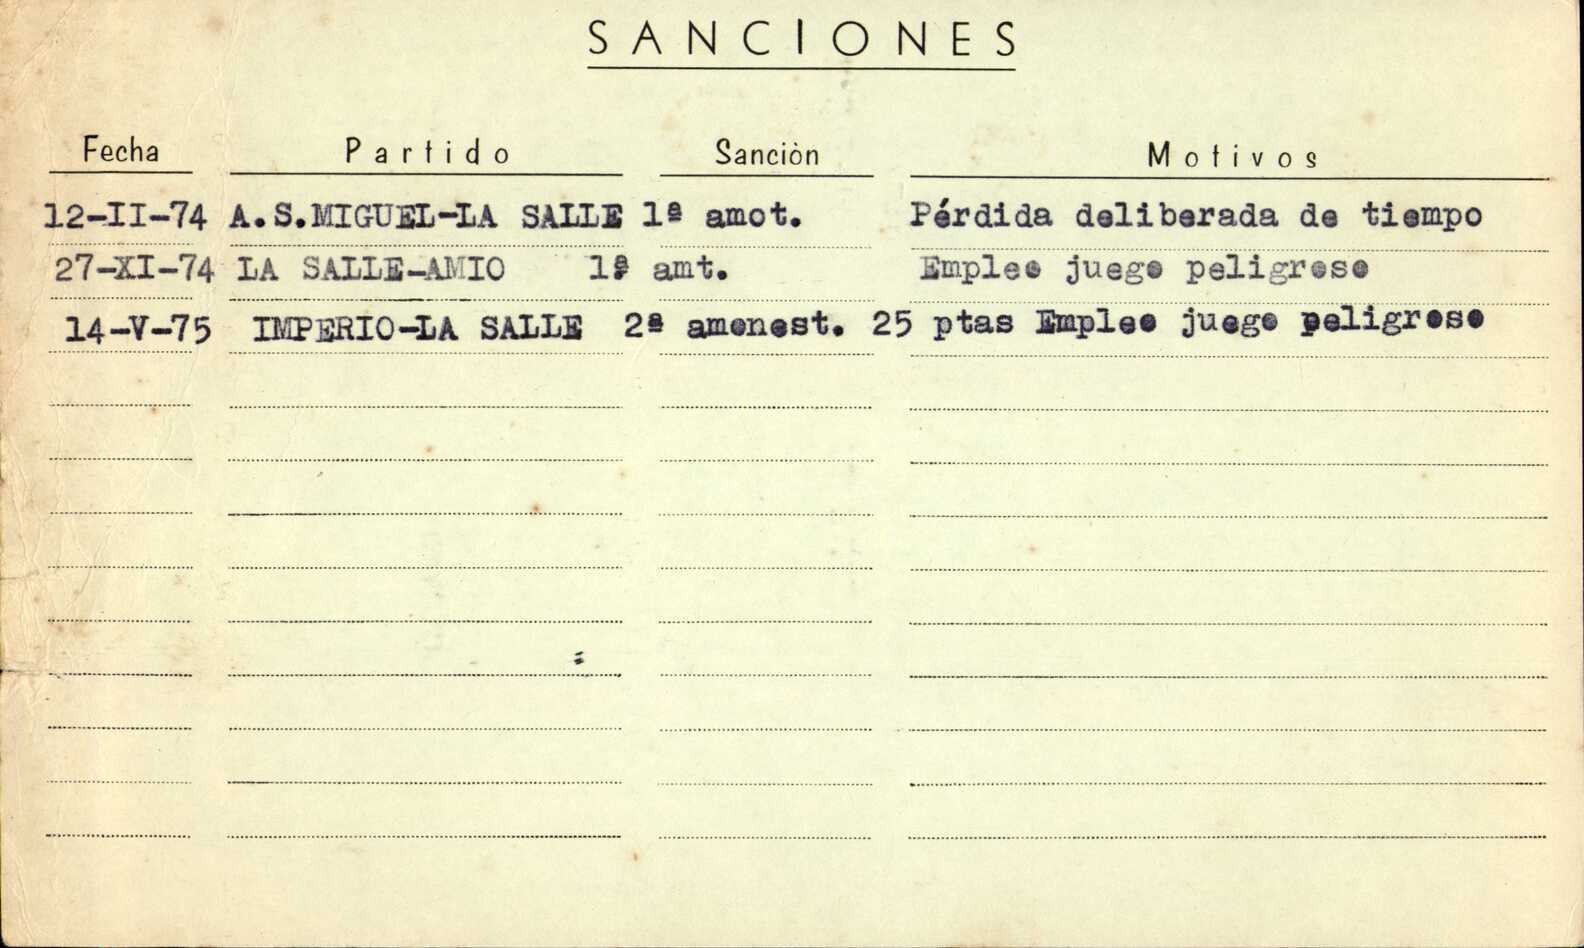 SANCIONES
Fecha Partido Sanciòn Motivos
12-II-74 A.S.MIGUEL-LA SALLE 1ª amot. Pérdida deliberada de tiempo
27-XI-74 LA SALLE-AMIO 1ª amt. Empleo juego peligroso
14-V-75 IMPERIO-LA SALLE 2ª amonest. 25 ptas Empleo juego peligroso